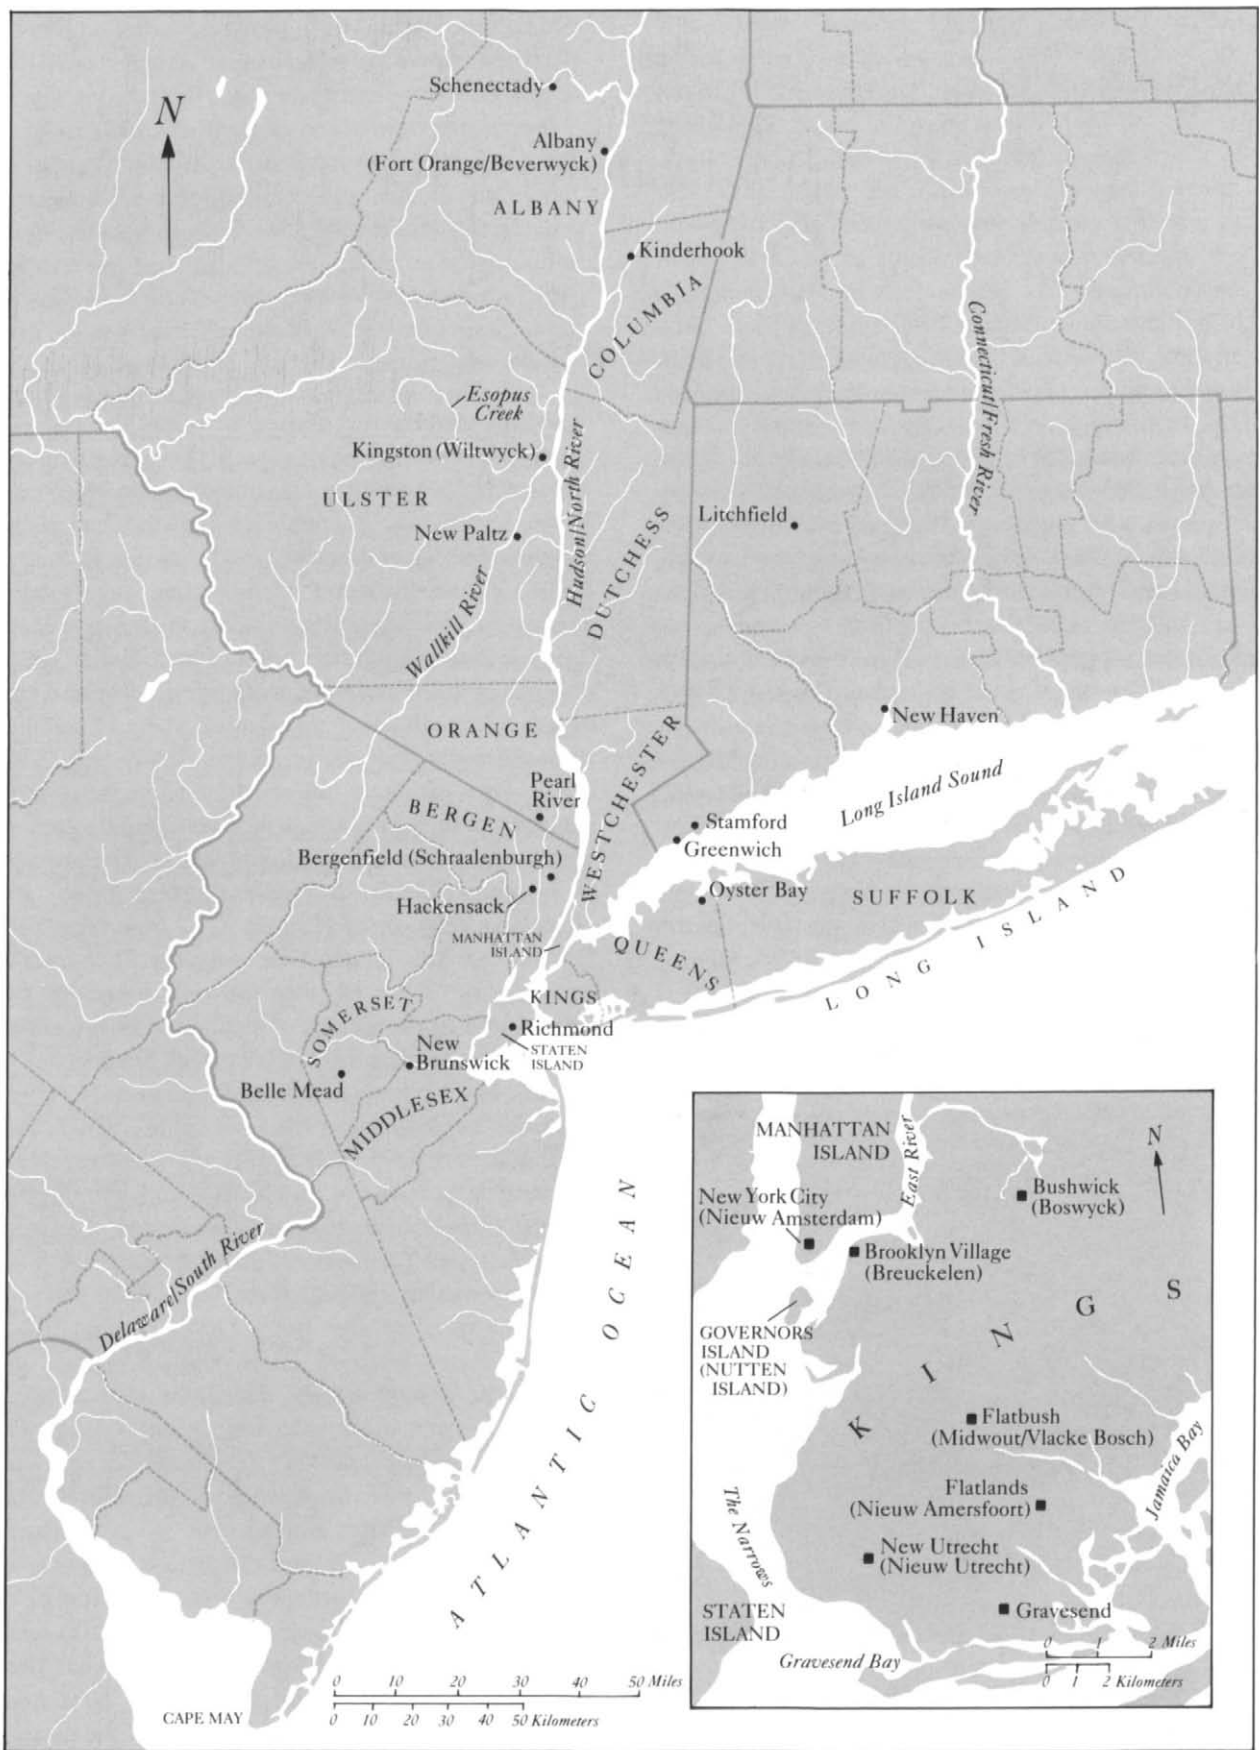 N
Schenectady
Albany
(Fort Orange/Beverwyck)
ALBANY
Kinderhook
COLUMBIA
Connecticut/Fresh River
Esopus
Creek
Kingston (Wiltwyck)
Hudson/North River
ULSTER
Litchfield
New Paltz
DUTCHESS
Wallkill River
New Haven
ORANGE
WESTCHESTER
Pearl
River
Long Island Sound
BERGEN
Stamford
Greenwich
Bergenfield (Schraalenburgh)
Oyster Bay
SUFFOLK
Hackensack
LONG ISLAND
MANHATTAN
ISLAND
QUEENS
KINGS
SOMERSET
Richmond
STATEN
ISLAND
New
Brunswick
Belle Mead
MIDDLESEX
ATLANTIC OCEAN
Delaware/South River
CAPE MAY
0 10 20 30 40 50 Miles
0 10 20 30 40 50 Kilometers
MANHATTAN
ISLAND
East River
N
New York City
(Nieuw Amsterdam)
Bushwick
(Boswyck)
Brooklyn Village
(Breuckelen)
KINGS
GOVERNORS
ISLAND
(NUTTEN
ISLAND)
Flatbush
(Midwout/Vlacke Bosch)
Jamaica Bay
Flatlands
(Nieuw Amersfoort)
The Narrows
New Utrecht
(Nieuw Utrecht)
STATEN
ISLAND
Gravesend
Gravesend Bay
0 1 2 Miles
0 1 2 Kilometers